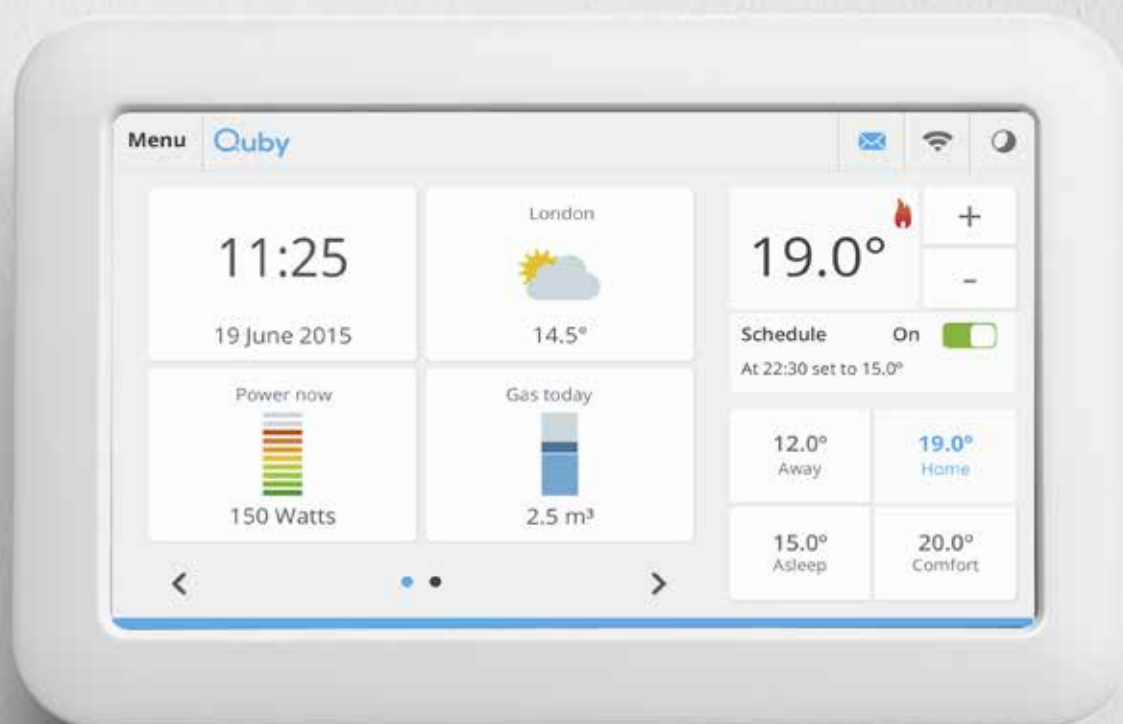 Menu Quby
11:25
19 June 2015
London
14.5°
19.0°
+
-
Schedule On
At 22:30 set to 15.0°
Power now
150 Watts
Gas today
2.5 m³
12.0°
Away
19.0°
Home
15.0°
Asleep
20.0°
Comfort